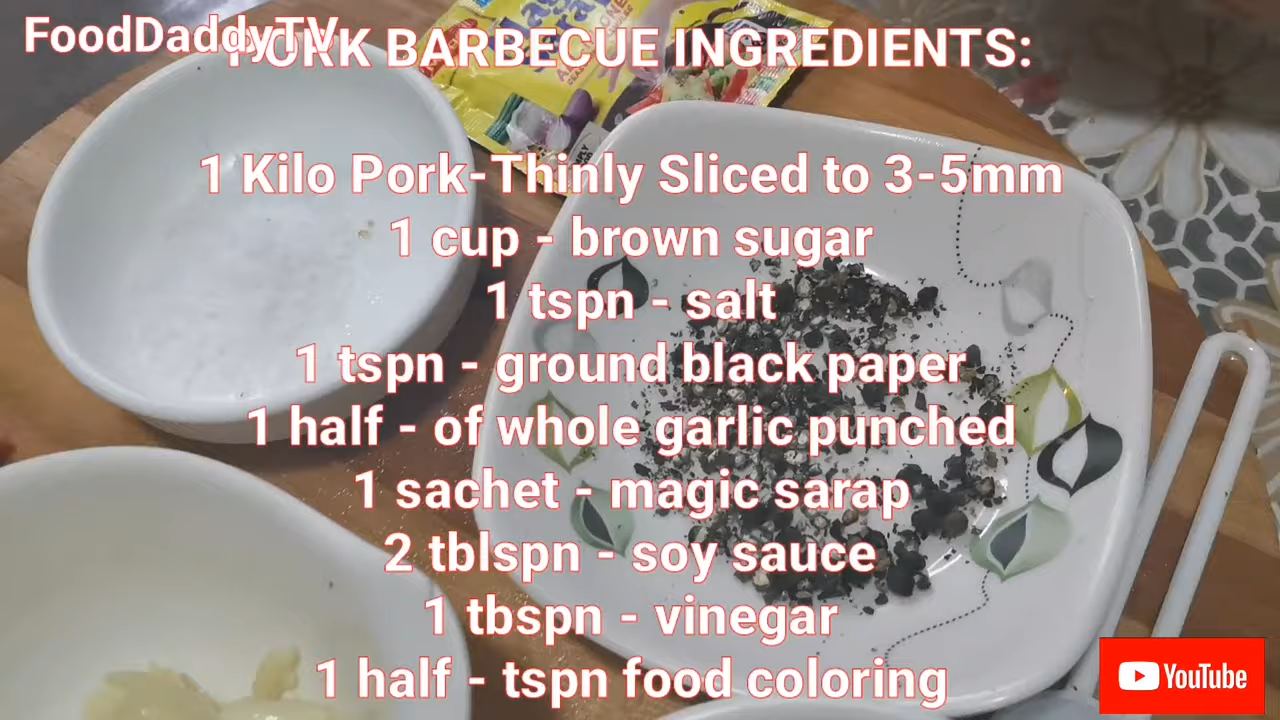 FoodDaddyTV
PORK BARBECUE INGREDIENTS:
1 Kilo Pork-Thinly Sliced to 3-5mm
1 cup - brown sugar
1 tspn - salt
1 tspn - ground black paper
1 half - of whole garlic punched
1 sachet - magic sarap
2 tblspn - soy sauce
1 tbspn - vinegar
1 half - tspn food coloring
YouTube